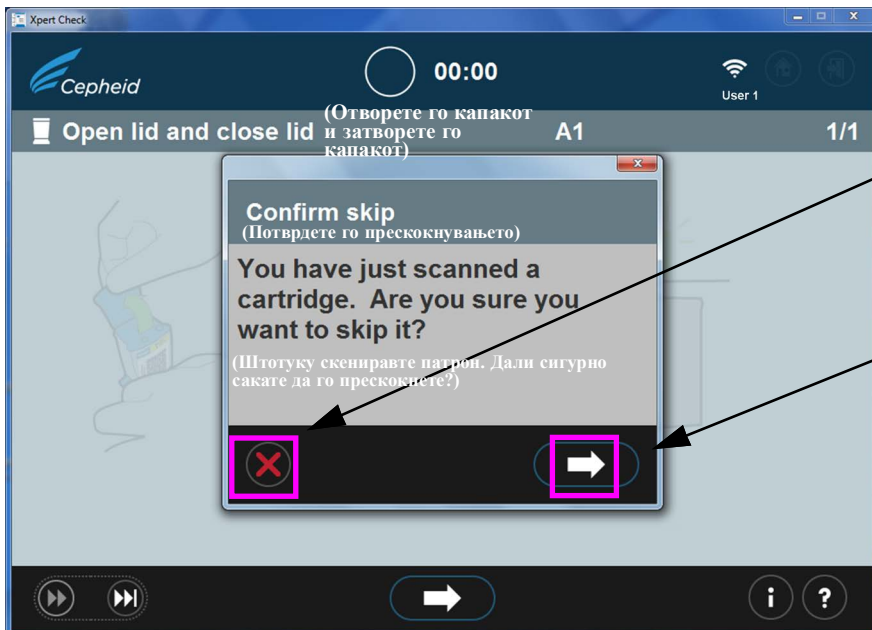 Xpert Check
Cepheid
00:00
User 1
Open lid and close lid
(Отворете го капакот
и затворете го
капакот)
A1
1/1
Confirm skip
(Потврдете го прескокнувањето)
You have just scanned a
cartridge. Are you sure you
want to skip it?
(Штотуку скениравте патрон. Дали сигурно
сакате да го прескокнете?)
i
?